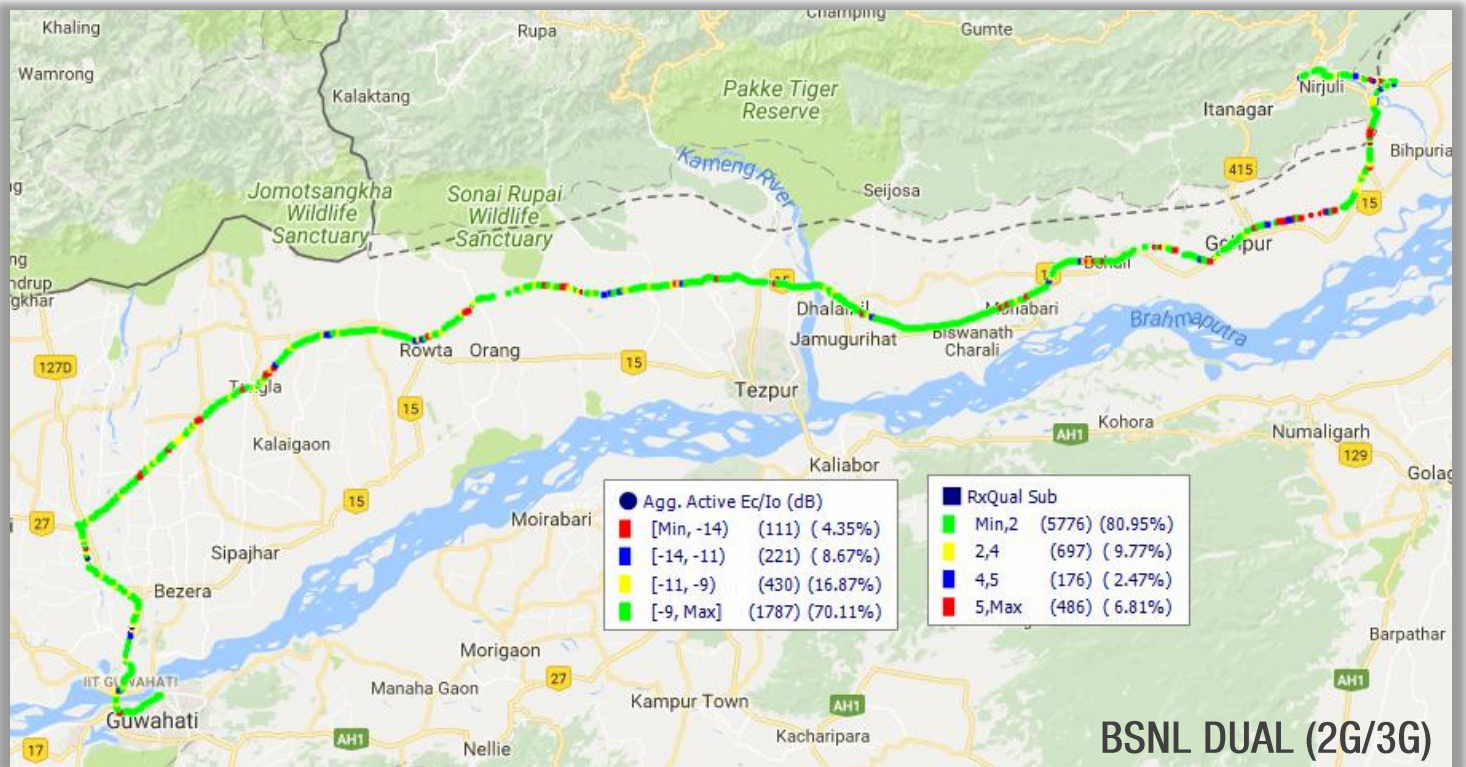 Khaling
Rupa
Champing
Gumte
Wamrong
Kalaktang
Pakke Tiger
Reserve
Nirjuli
Itanagar
Bihpuria
Kameng River
415
Seijosa
15
Jomotsangkha
Wildlife
Sanctuary
Sonai Rupai
Wildlife
Sanctuary
Dhalaibil
Jamugurihat
Biswanath
Charali
Brahmaputra
127D
Rowta
Orang
15
Tezpur
15
Tangla
Kalaigaon
Kohora
AH1
Numaligarh
129
Kaliabor
15
27
Moirabari
Sipajhar
Bezera
Agg. Active Ec/Io (dB)
[Min, -14) (111) ( 4.35%)
[-14, -11) (221) ( 8.67%)
[-11, -9) (430) (16.87%)
[-9, Max] (1787) (70.11%)
RxQual Sub
Min,2 (5776) (80.95%)
2,4 (697) ( 9.77%)
4,5 (176) ( 2.47%)
5,Max (486) ( 6.81%)
Barpathar
Morigaon
IIT GUWAHATI
Manaha Gaon
27
Kampur Town
AH1
AH1
Guwahati
17
AH1
Nellie
Kacharipara
BSNL DUAL (2G/3G)